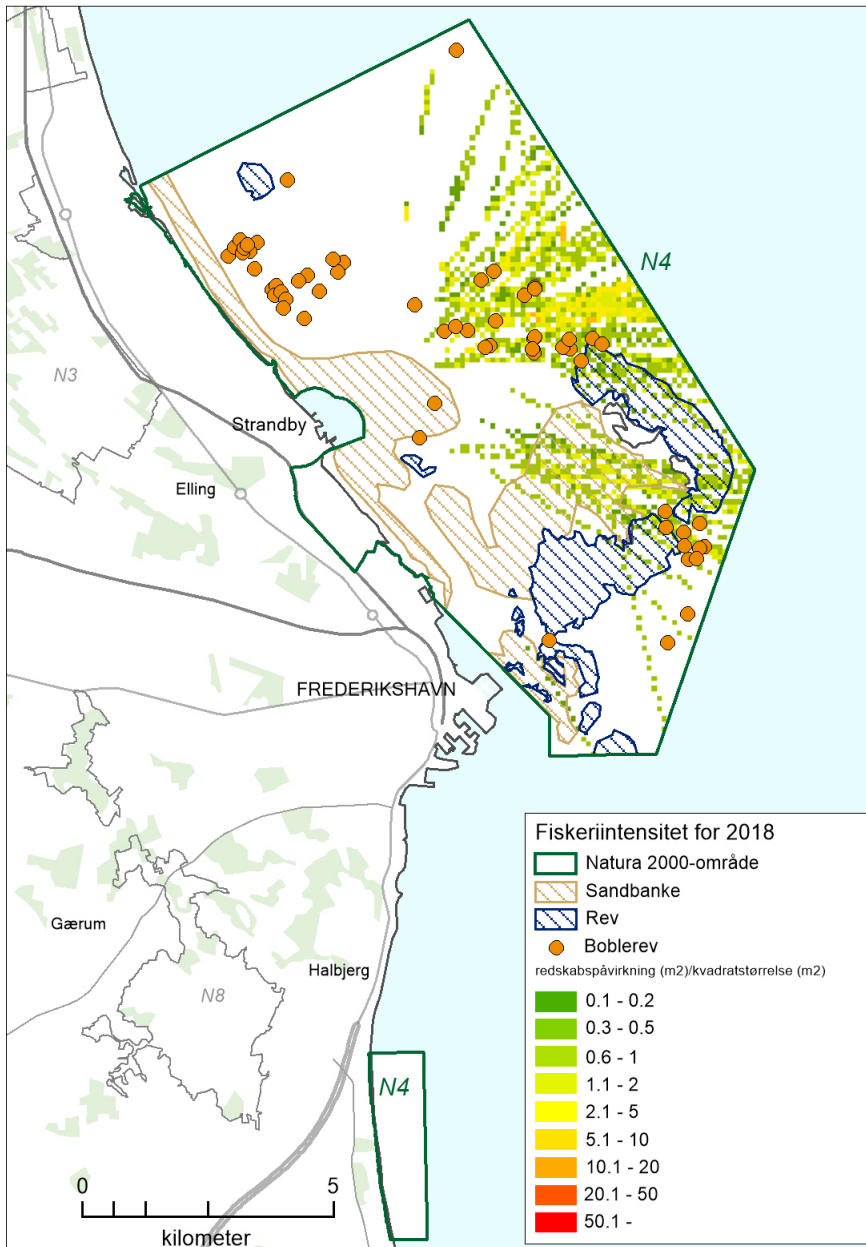 N4
N3
Strandby
Elling
FREDERIKSHAVN
Gærum
Halbjerg
N8
N4
0 5
kilometer
Fiskeriintensitet for 2018
Natura 2000-område
Sandbanke
Rev
Boblerev
redskabspåvirkning (m2)/kvadratstørrelse (m2)
0.1 - 0.2
0.3 - 0.5
0.6 - 1
1.1 - 2
2.1 - 5
5.1 - 10
10.1 - 20
20.1 - 50
50.1 -